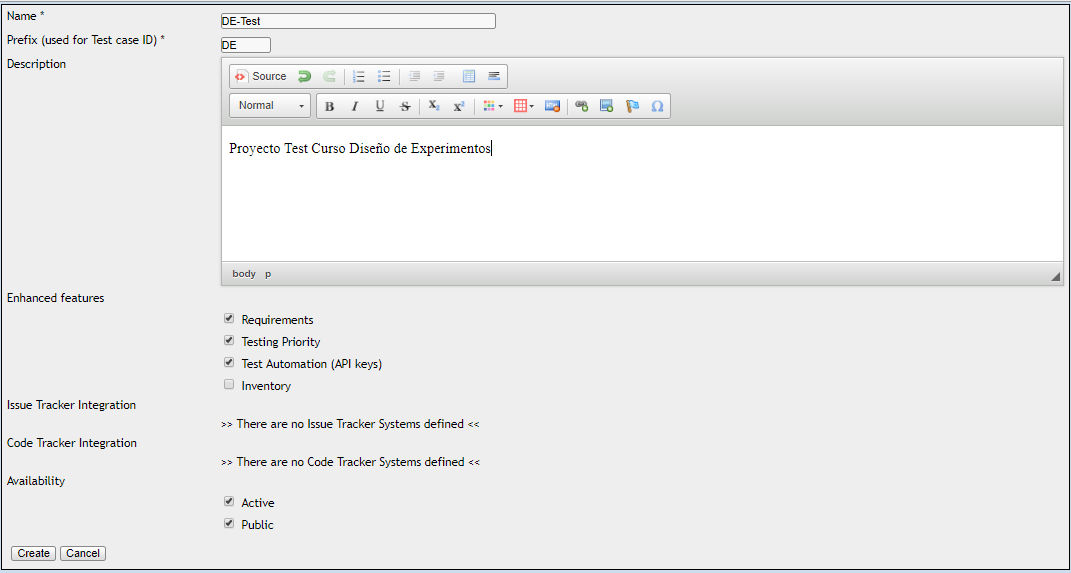 Name *
DE-Test
Prefix (used for Test case ID) *
DE
Description
Source
Normal
B I U S X₂ x²
Ω
Proyecto Test Curso Diseño de Experimentos
body p
Enhanced features
Requirements
Testing Priority
Test Automation (API keys)
Inventory
Issue Tracker Integration
>> There are no Issue Tracker Systems defined <<
Code Tracker Integration
>> There are no Code Tracker Systems defined <<
Availability
Active
Public
Create Cancel